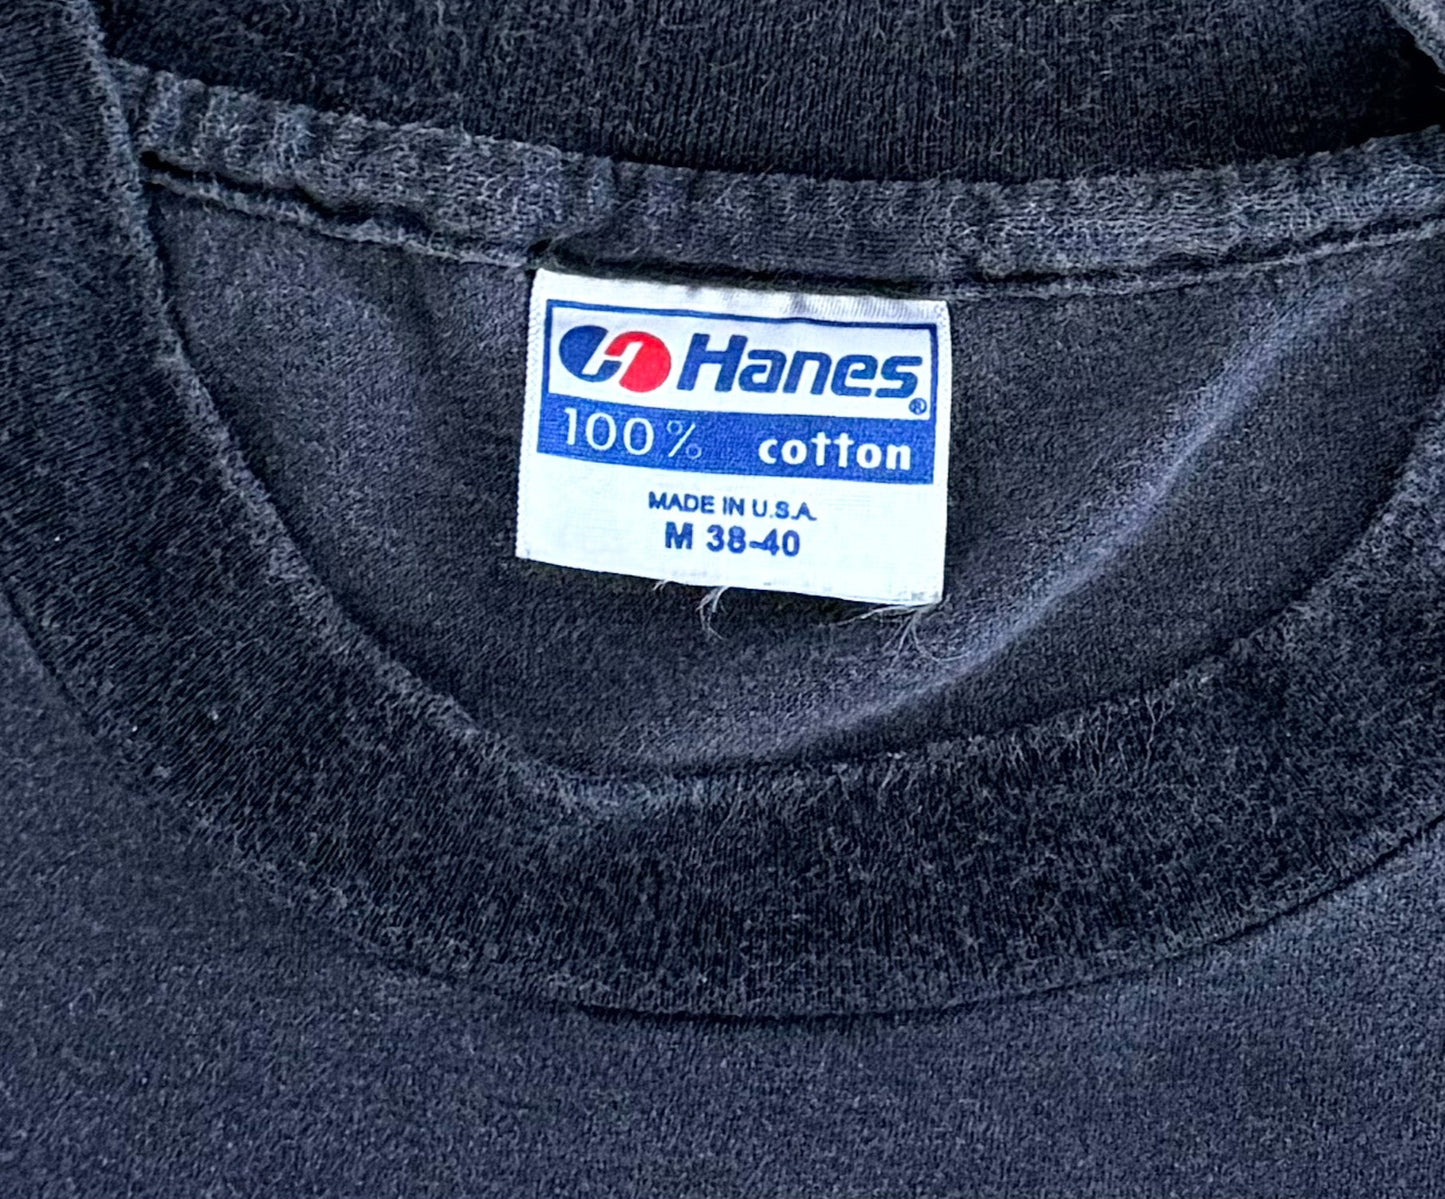 Hanes®
100% cotton
MADE IN U.S.A.
M 38-40